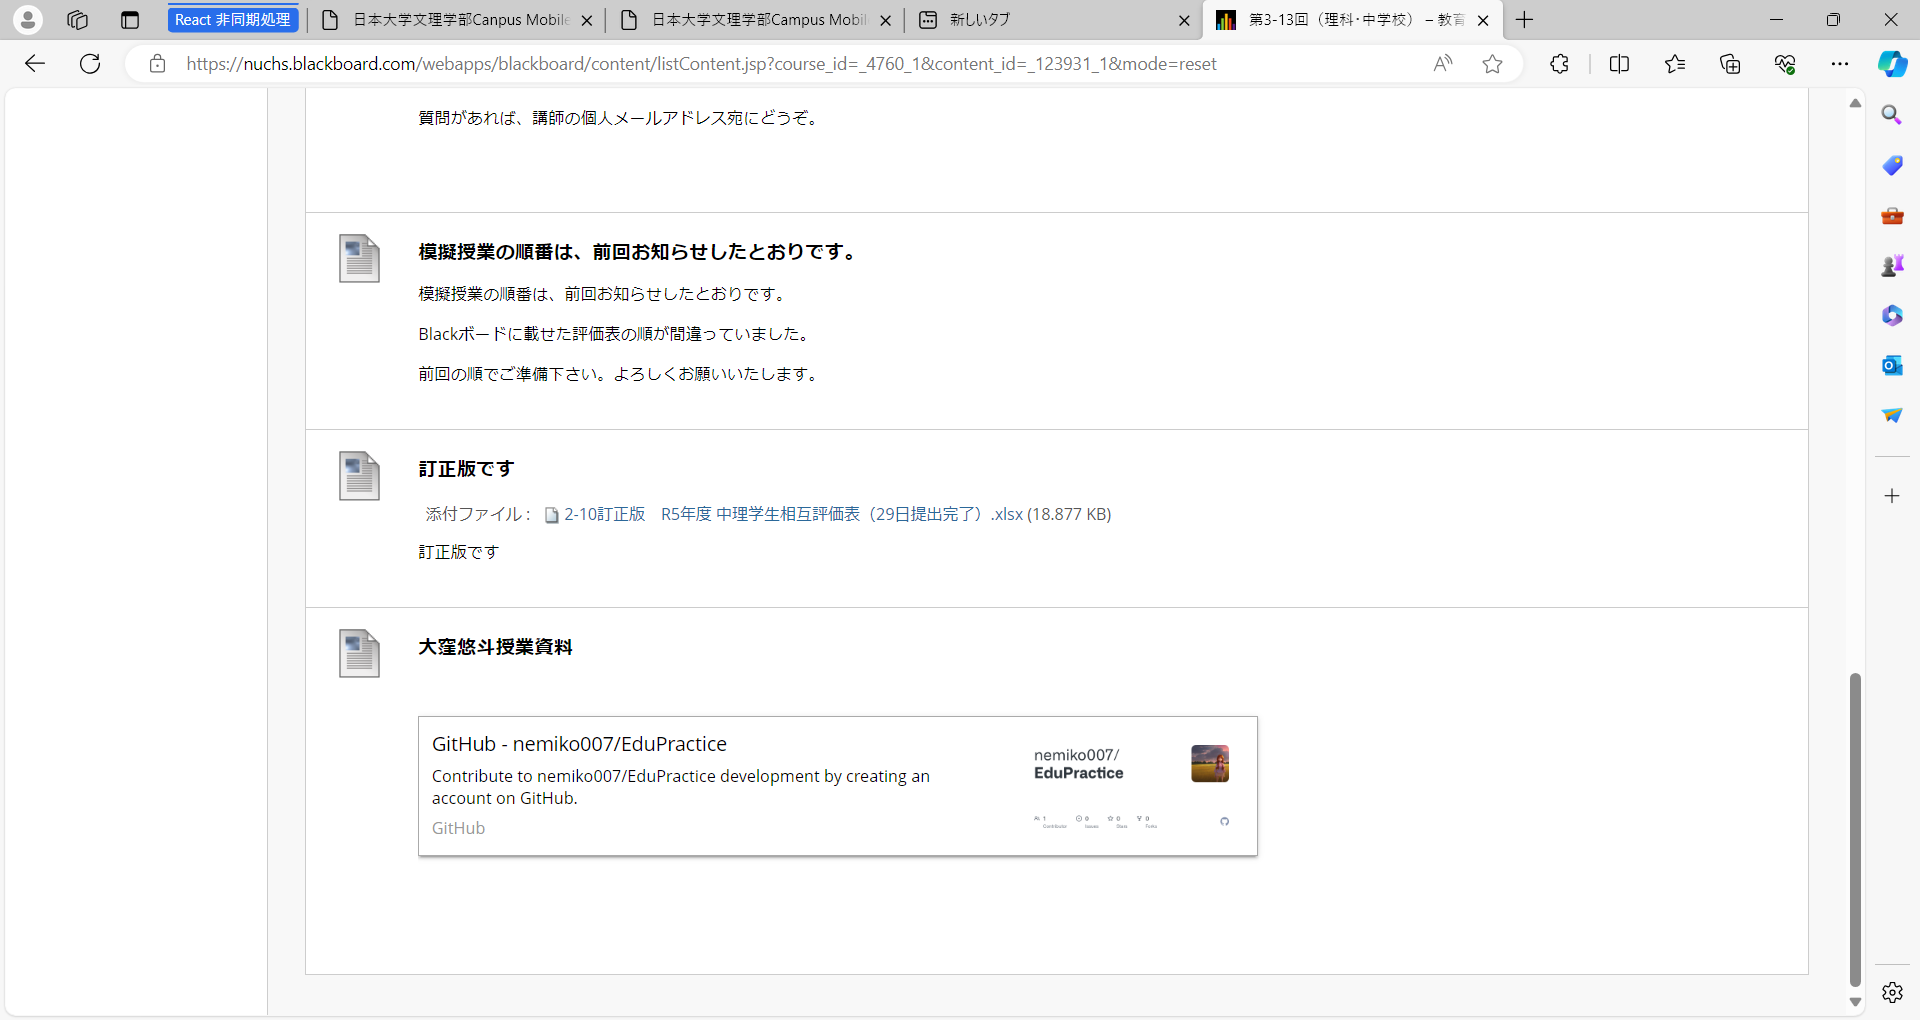 React 非同期処理
日本大学文理学部Canpus Mobile
日本大学文理学部Campus Mobil
新しいタブ
第3-13回（理科・中学校） – 教育
https://nuchs.blackboard.com/webapps/blackboard/content/listContent.jsp?course_id=_4760_1&content_id=_123931_1&mode=reset
質問があれば、講師の個人メールアドレス宛にどうぞ。
模擬授業の順番は、前回お知らせしたとおりです。
模擬授業の順番は、前回お知らせしたとおりです。
Blackボードに載せた評価表の順が間違っていました。
前回の順でご準備下さい。よろしくお願いいたします。
訂正版です
添付ファイル： 2-10訂正版　R5年度 中理学生相互評価表（29日提出完了）.xlsx (18.877 KB)
訂正版です
大窪悠斗授業資料
GitHub - nemiko007/EduPractice
Contribute to nemiko007/EduPractice development by creating an
account on GitHub.
GitHub
nemiko007/
EduPractice
1 0 0 0
Contributor Issues Stars Forks